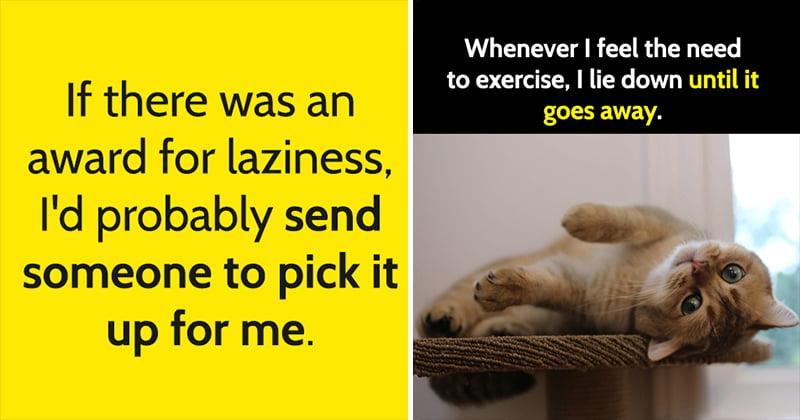 If there was an
award for laziness,
I'd probably send
someone to pick it
up for me.
Whenever I feel the need
to exercise, I lie down until it
goes away.